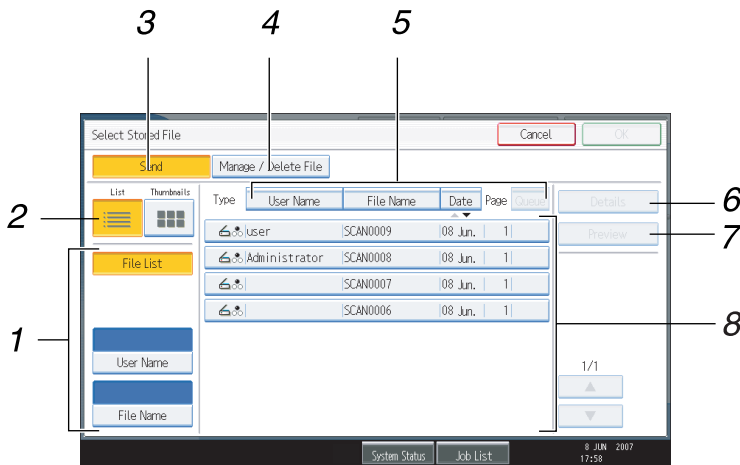 3 4 5
Select Stored File Cancel OK
Send Manage / Delete File
List Thumbnails Type User Name File Name Date Page Queue Details 6
2 user SCAN0009 08 Jun. 1 Preview 7
File List Administrator SCAN0008 08 Jun. 1
SCAN0007 08 Jun. 1
SCAN0006 08 Jun. 1
1 8
User Name 1/1
File Name
System Status Job List 8 JUN 2007
17:58